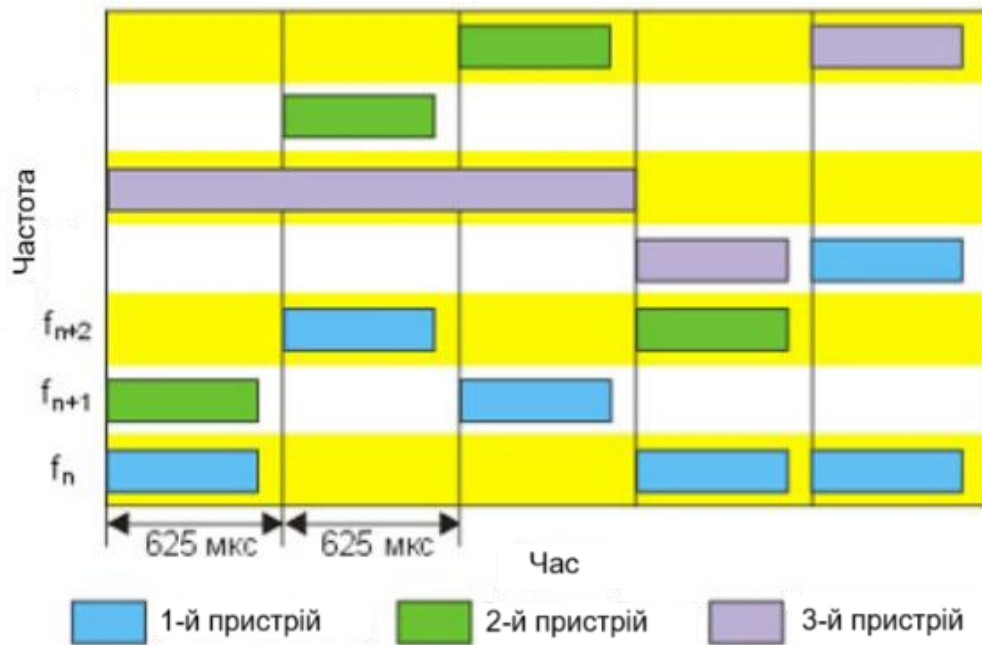 Частота
fn+2
fn+1
fn
625 мкс 625 мкс
Час
1-й пристрій 2-й пристрій 3-й пристрій